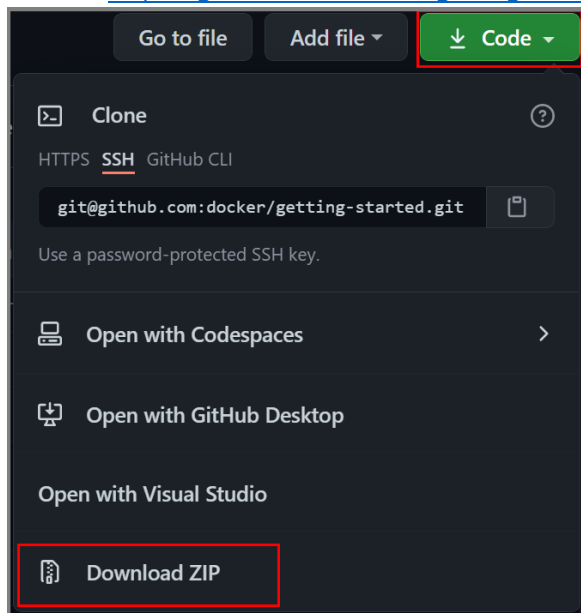 Go to file Add file Code
Clone
HTTPS SSH GitHub CLI
git@github.com:docker/getting-started.git
Use a password-protected SSH key.
Open with Codespaces
Open with GitHub Desktop
Open with Visual Studio
Download ZIP